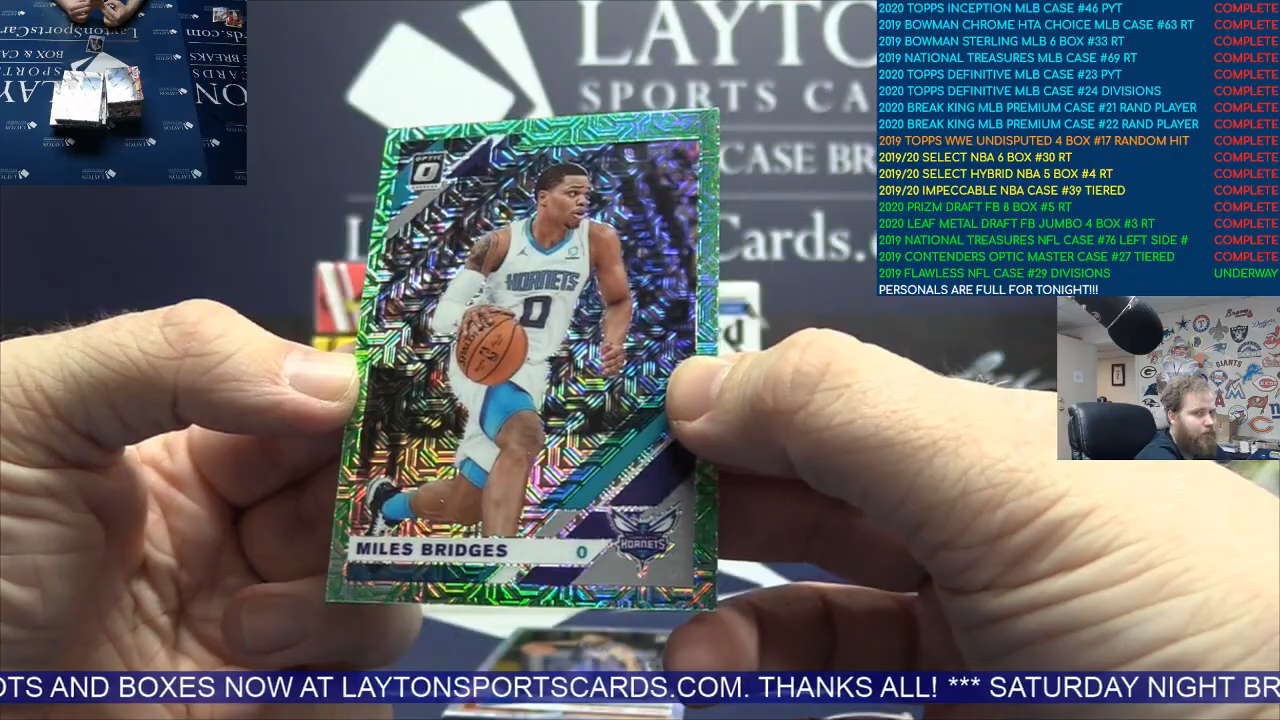 LAYTON
SPORTS CA
CASE BR
Cards.c
OPTIC
HORNETS
0
MILES BRIDGES 0
HORNETS
2020 TOPPS INCEPTION MLB CASE #46 PYT COMPLETE
2019 BOWMAN CHROME HTA CHOICE MLB CASE #63 RT COMPLETE
2019 BOWMAN STERLING MLB 6 BOX #33 RT COMPLETE
2019 NATIONAL TREASURES MLB CASE #69 RT COMPLETE
2020 TOPPS DEFINITIVE MLB CASE #23 PYT COMPLETE
2020 TOPPS DEFINITIVE MLB CASE #24 DIVISIONS COMPLETE
2020 BREAK KING MLB PREMIUM CASE #21 RAND PLAYER COMPLETE
2020 BREAK KING MLB PREMIUM CASE #22 RAND PLAYER COMPLETE
2019 TOPPS WWE UNDISPUTED 4 BOX #17 RANDOM HIT COMPLETE
2019/20 SELECT NBA 6 BOX #30 RT COMPLETE
2019/20 SELECT HYBRID NBA 5 BOX #4 RT COMPLETE
2019/20 IMPECCABLE NBA CASE #39 TIERED COMPLETE
2020 PRIZM DRAFT FB 8 BOX #5 RT COMPLETE
2020 LEAF METAL DRAFT FB JUMBO 4 BOX #3 RT COMPLETE
2019 NATIONAL TREASURES NFL CASE #76 LEFT SIDE # COMPLETE
2019 CONTENDERS OPTIC MASTER CASE #27 TIERED COMPLETE
2019 FLAWLESS NFL CASE #29 DIVISIONS UNDERWAY
PERSONALS ARE FULL FOR TONIGHT!!!
GIANTS
OTS AND BOXES NOW AT LAYTONSPORTSCARDS.COM. THANKS ALL! *** SATURDAY NIGHT BR